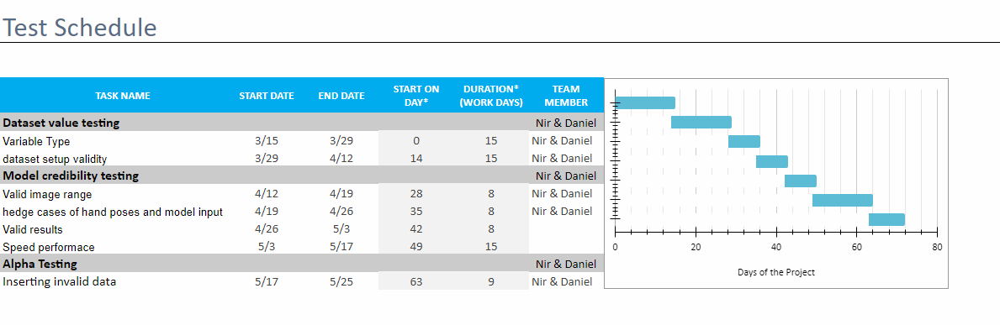 Test Schedule
TASK NAME START DATE END DATE START ON DAY* DURATION* (WORK DAYS) TEAM MEMBER
Dataset value testing Nir & Daniel
Variable Type 3/15 3/29 0 15 Nir & Daniel
dataset setup validity 3/29 4/12 14 15 Nir & Daniel
Model credibility testing Nir & Daniel
Valid image range 4/12 4/19 28 8 Nir & Daniel
hedge cases of hand poses and model input 4/19 4/26 35 8 Nir & Daniel
Valid results 4/26 5/3 42 8
Speed performace 5/3 5/17 49 15
Alpha Testing Nir & Daniel
Inserting invalid data 5/17 5/25 63 9 Nir & Daniel
0 20 40 60 80
Days of the Project